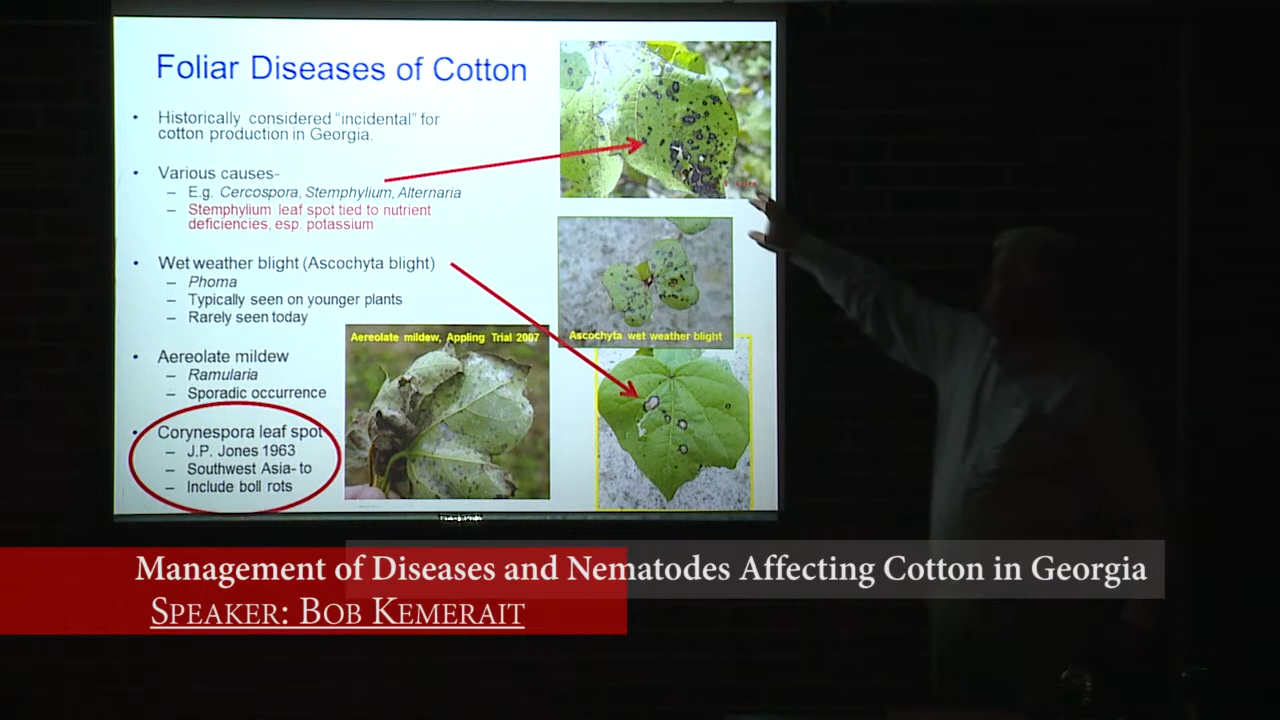 Foliar Diseases of Cotton
• Historically considered "incidental" for
cotton production in Georgia.
• Various causes-
– E.g. Cercospora, Stemphylium, Alternaria
– Stemphylium leaf spot tied to nutrient
deficiencies, esp. potassium
• Wet weather blight (Ascochyta blight)
– Phoma
– Typically seen on younger plants
– Rarely seen today
• Aereolate mildew
– Ramularia
– Sporadic occurrence
• Corynespora leaf spot
– J.P. Jones 1963
– Southwest Asia- to
– Include boll rots
Aereolate mildew, Appling Trial 2007
Ascochyta wet weather blight
Management of Diseases and Nematodes Affecting Cotton in Georgia
SPEAKER: BOB KEMERAIT